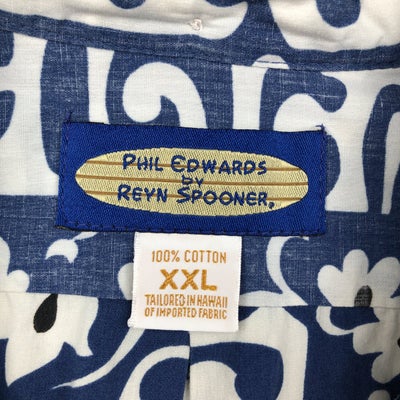 PHIL EDWARDS
BY
REYN SPOONER.
100% COTTON
XXL
TAILORED IN HAWAII
OF IMPORTED FABRIC